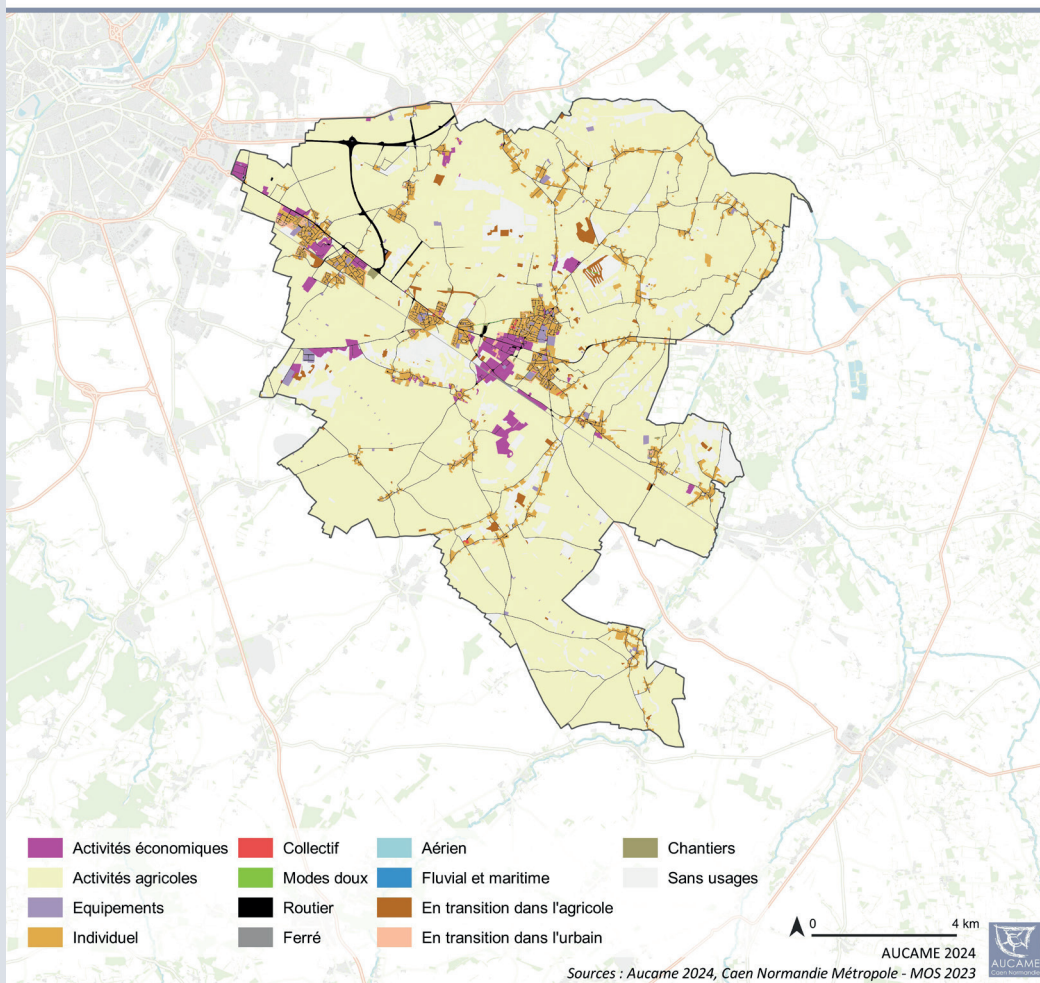 Activités économiques
Activités agricoles
Equipements
Individuel
Collectif
Modes doux
Routier
Ferré
Aérien
Fluvial et maritime
En transition dans l'agricole
En transition dans l'urbain
Chantiers
Sans usages
0 4 km
AUCAME 2024
Sources : Aucame 2024, Caen Normandie Métropole - MOS 2023
AUCAME
Caen Normandie